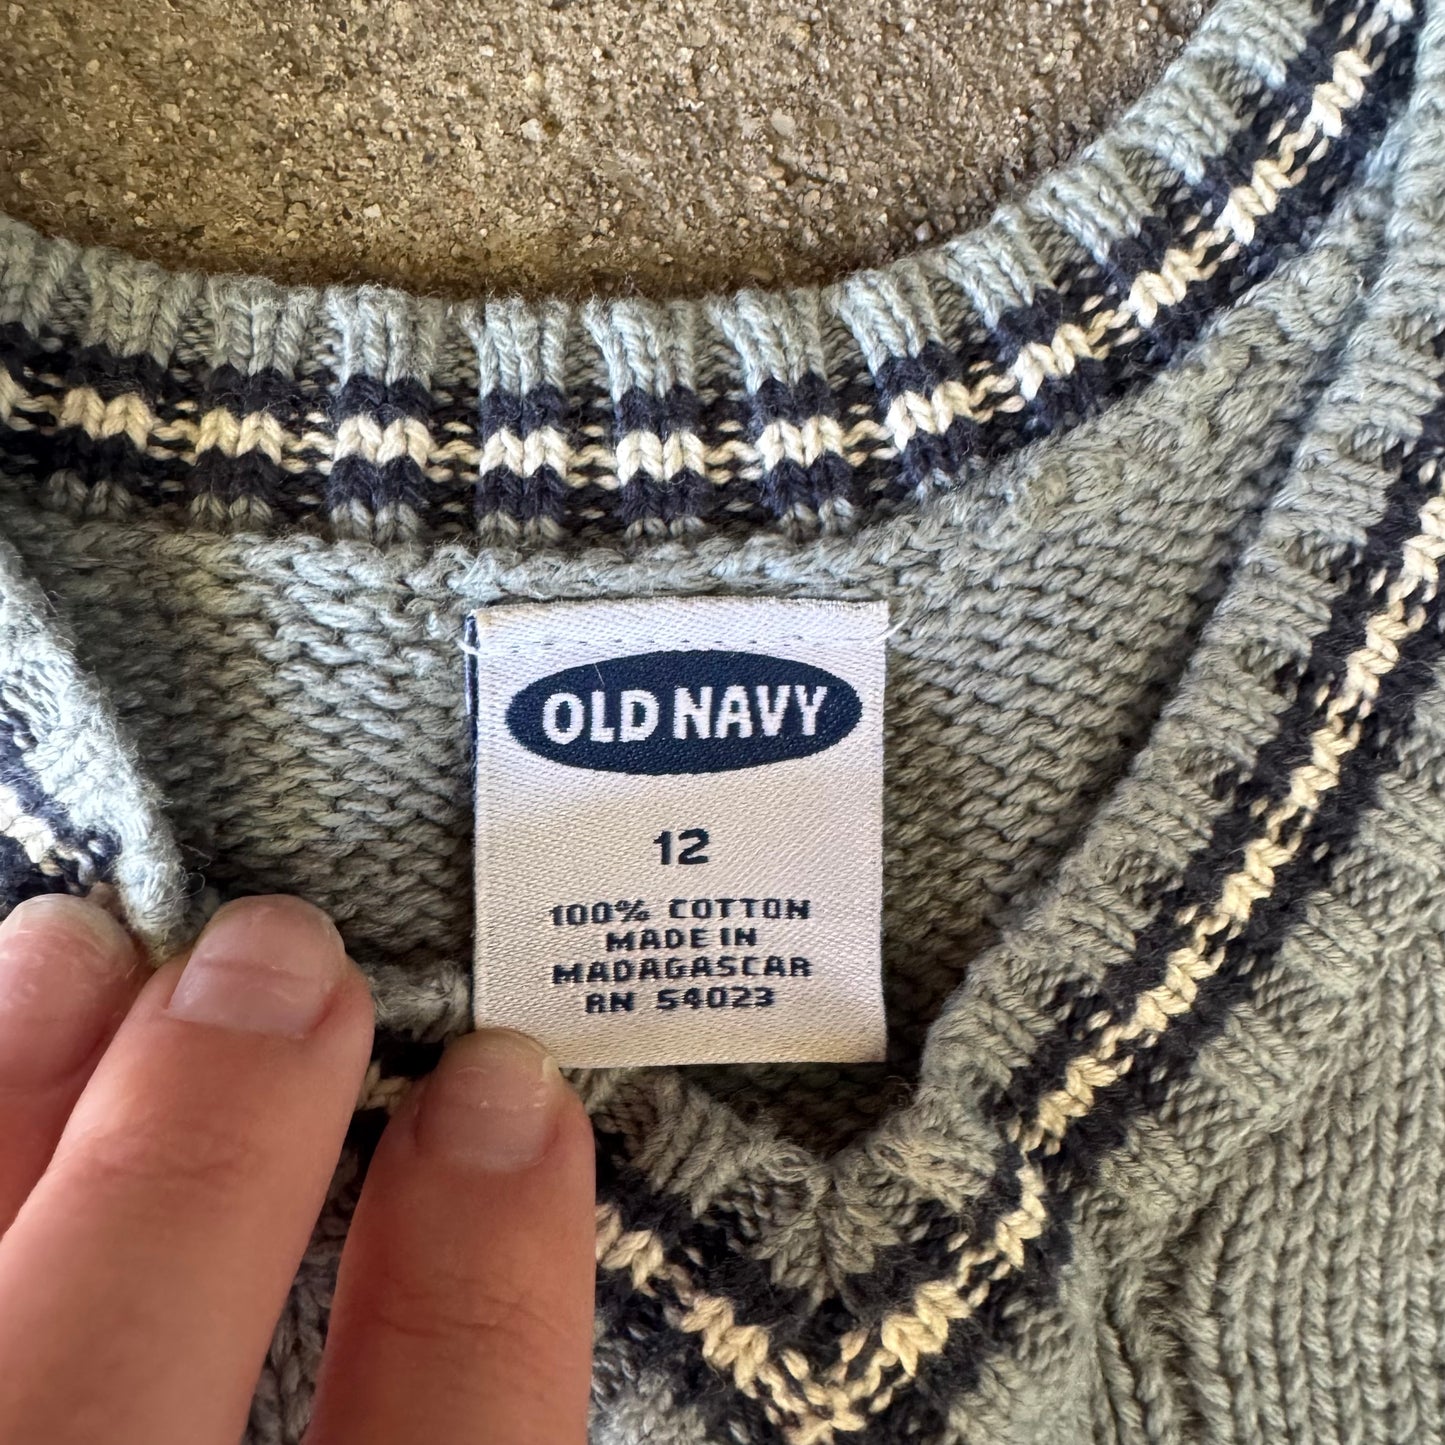 OLD NAVY
12
100% COTTON
MADE IN
MADAGASCAR
RN 54023